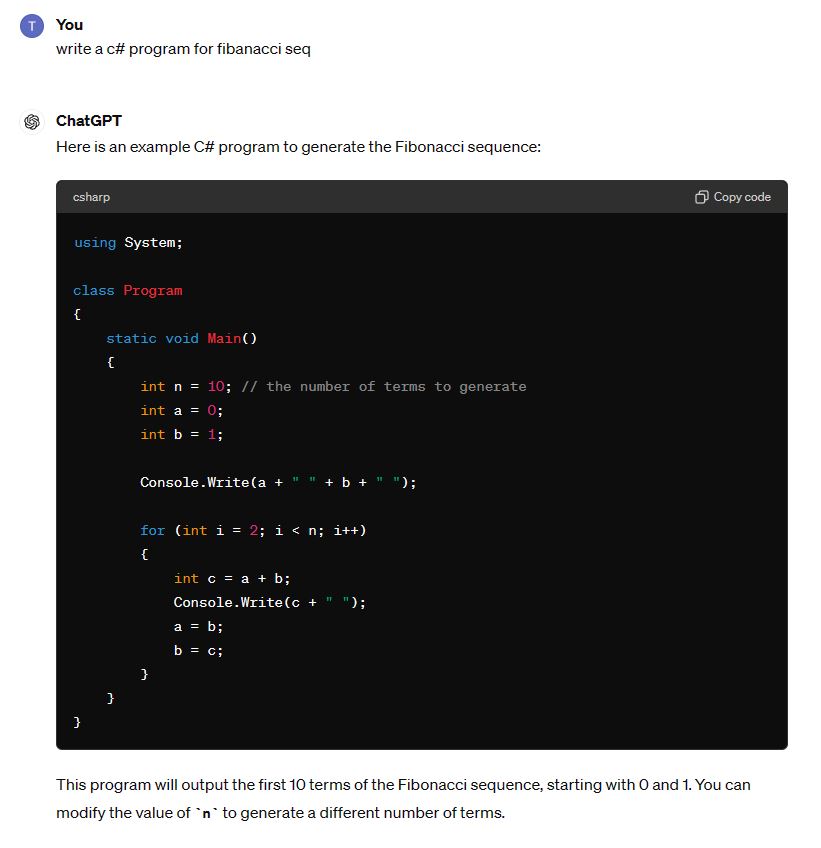 T
You
write a c# program for fibanacci seq
ChatGPT
Here is an example C# program to generate the Fibonacci sequence:
csharp
Copy code
using System;
class Program
{
    static void Main()
    {
        int n = 10; // the number of terms to generate
        int a = 0;
        int b = 1;
        Console.Write(a + " " + b + " ");
        for (int i = 2; i < n; i++)
        {
            int c = a + b;
            Console.Write(c + " ");
            a = b;
            b = c;
        }
    }
}
This program will output the first 10 terms of the Fibonacci sequence, starting with 0 and 1. You can
modify the value of `n` to generate a different number of terms.